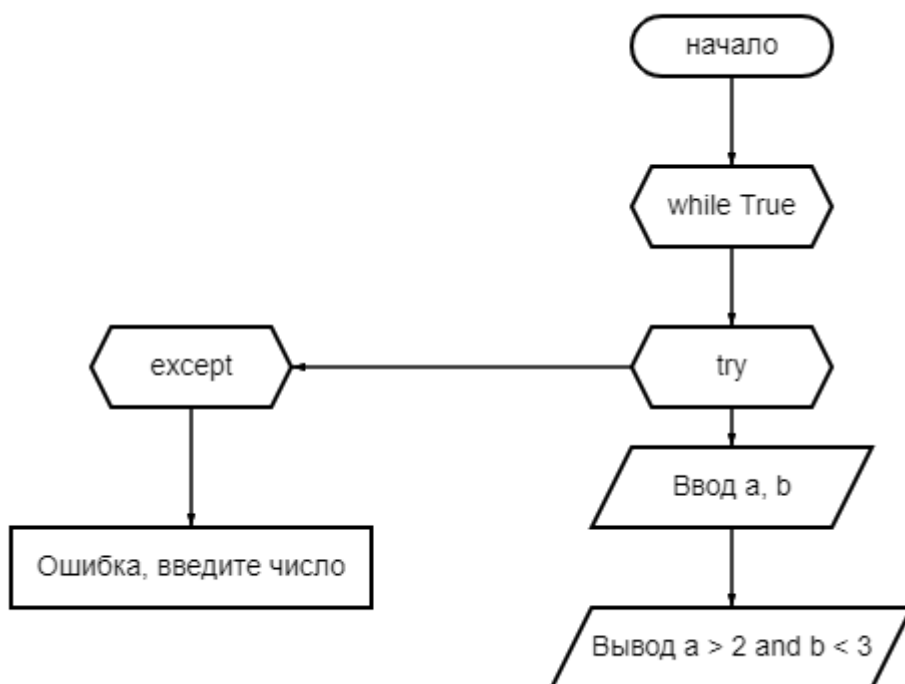 начало
while True
except
try
Ввод a, b
Ошибка, введите число
Вывод a > 2 and b < 3